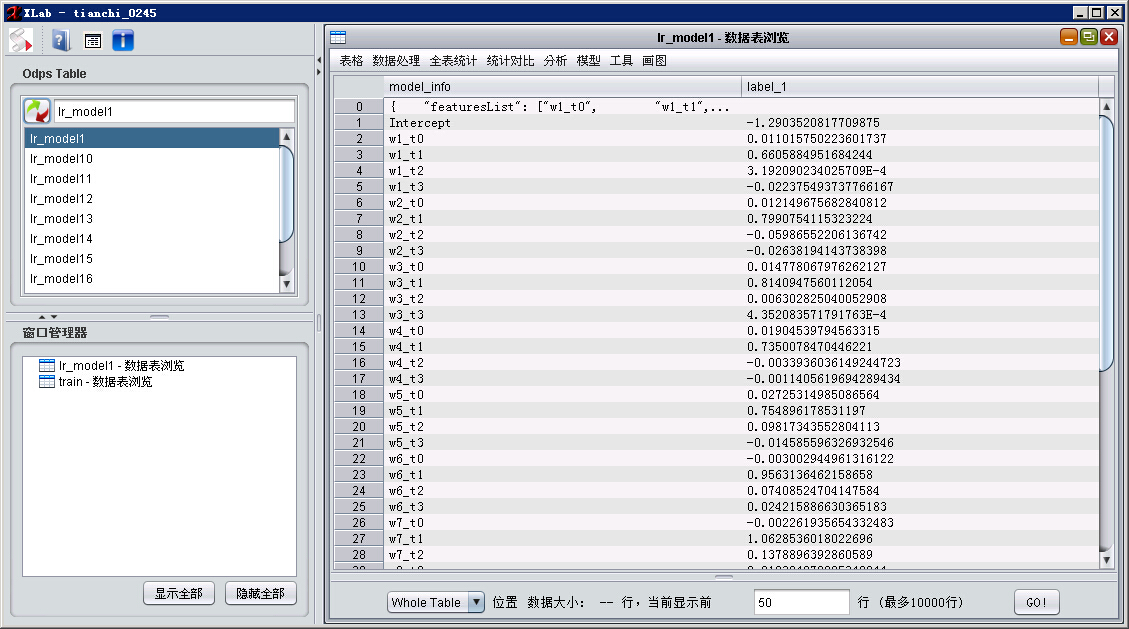 XLab - tianchi_0245
Odps Table
lr_model1
lr_model1
lr_model10
lr_model11
lr_model12
lr_model13
lr_model14
lr_model15
lr_model16
窗口管理器
lr_model1 - 数据表浏览
train - 数据表浏览
显示全部 隐藏全部
lr_model1 - 数据表浏览
表格 数据处理 全表统计 统计对比 分析 模型 工具 画图
model_info label_1
0 { "featuresList": ["w1_t0", "w1_t1",...
1 Intercept -1.2903520817709875
2 w1_t0 0.011015750223601737
3 w1_t1 0.6605884951684244
4 w1_t2 3.192090234025709E-4
5 w1_t3 -0.022375493737766167
6 w2_t0 0.012149675682840812
7 w2_t1 0.7990754115323224
8 w2_t2 -0.05986552206136742
9 w2_t3 -0.02638194143738398
10 w3_t0 0.014778067976262127
11 w3_t1 0.8140947560112054
12 w3_t2 0.006302825040052908
13 w3_t3 4.352083571791763E-4
14 w4_t0 0.01904539794563315
15 w4_t1 0.7350078470446221
16 w4_t2 -0.0033936036149244723
17 w4_t3 -0.0011405619694289434
18 w5_t0 0.02725314985086564
19 w5_t1 0.754896178531197
20 w5_t2 0.09817343552804113
21 w5_t3 -0.014585596326932546
22 w6_t0 -0.003002944961316122
23 w6_t1 0.9563136462158658
24 w6_t2 0.07408524704147584
25 w6_t3 0.024215886630365183
26 w7_t0 -0.002261935654332483
27 w7_t1 1.0628536018022696
28 w7_t2 0.1378896392860589
Whole Table 位置 数据大小: -- 行，当前显示前 50 行 (最多10000行) GO!